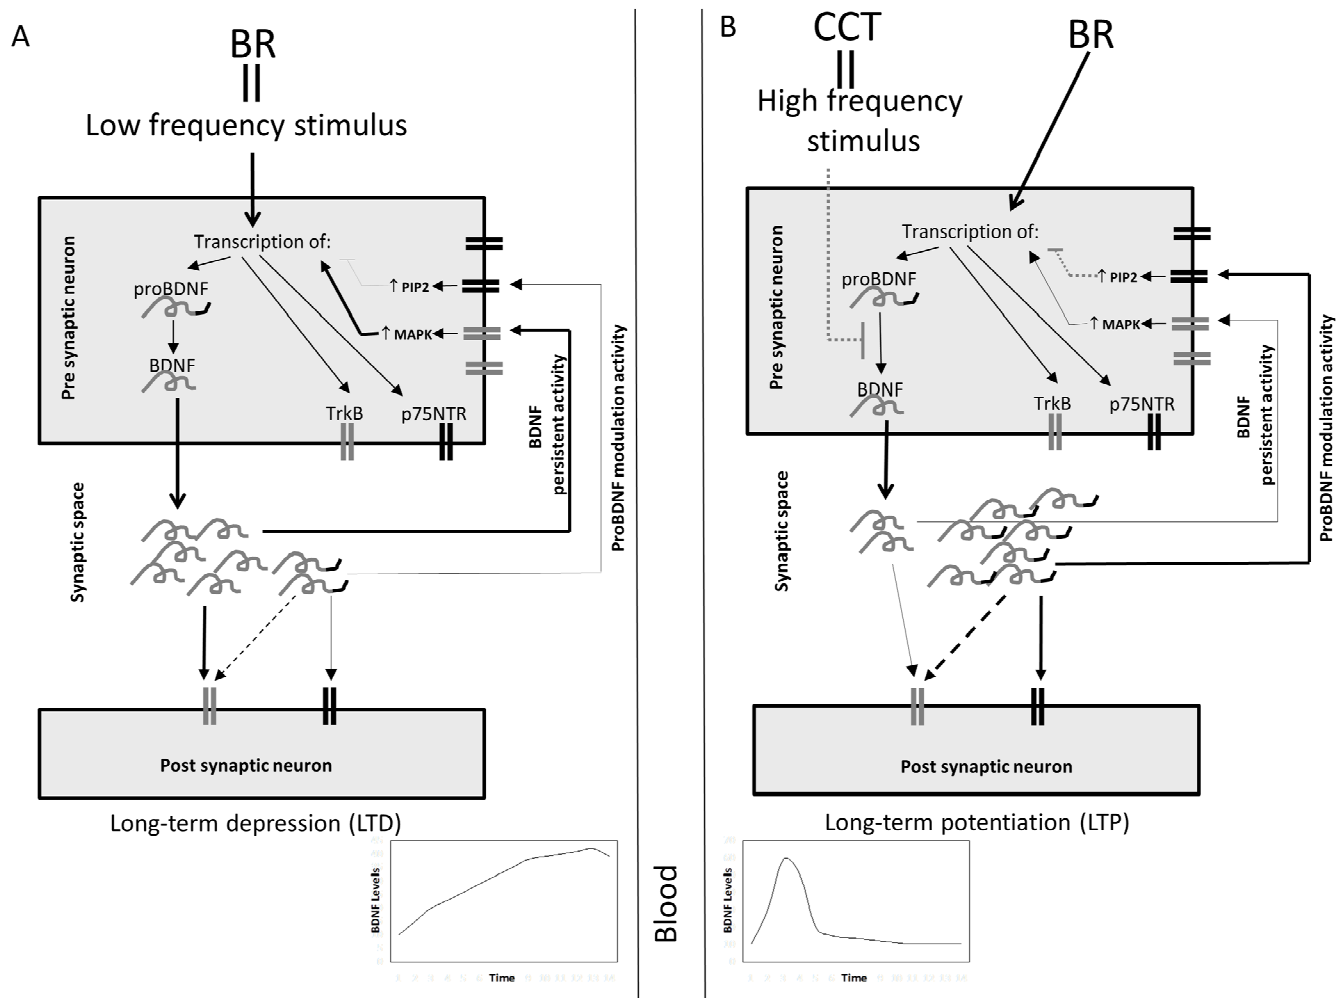 A
BR
Low frequency stimulus
Pre synaptic neuron
Transcription of:
proBDNF
BDNF
↑ PIP2
↑ MAPK
TrkB
p75NTR
BDNF
persistent activity
ProBDNF modulation activity
Synaptic space
Post synaptic neuron
Long-term depression (LTD)
BDNF Levels
Time
Blood
B
CCT
BR
High frequency
stimulus
Pre synaptic neuron
Transcription of:
proBDNF
BDNF
↑ PIP2
↑ MAPK
TrkB
p75NTR
BDNF
persistent activity
ProBDNF modulation activity
Synaptic space
Post synaptic neuron
Long-term potentiation (LTP)
BDNF Levels
Time